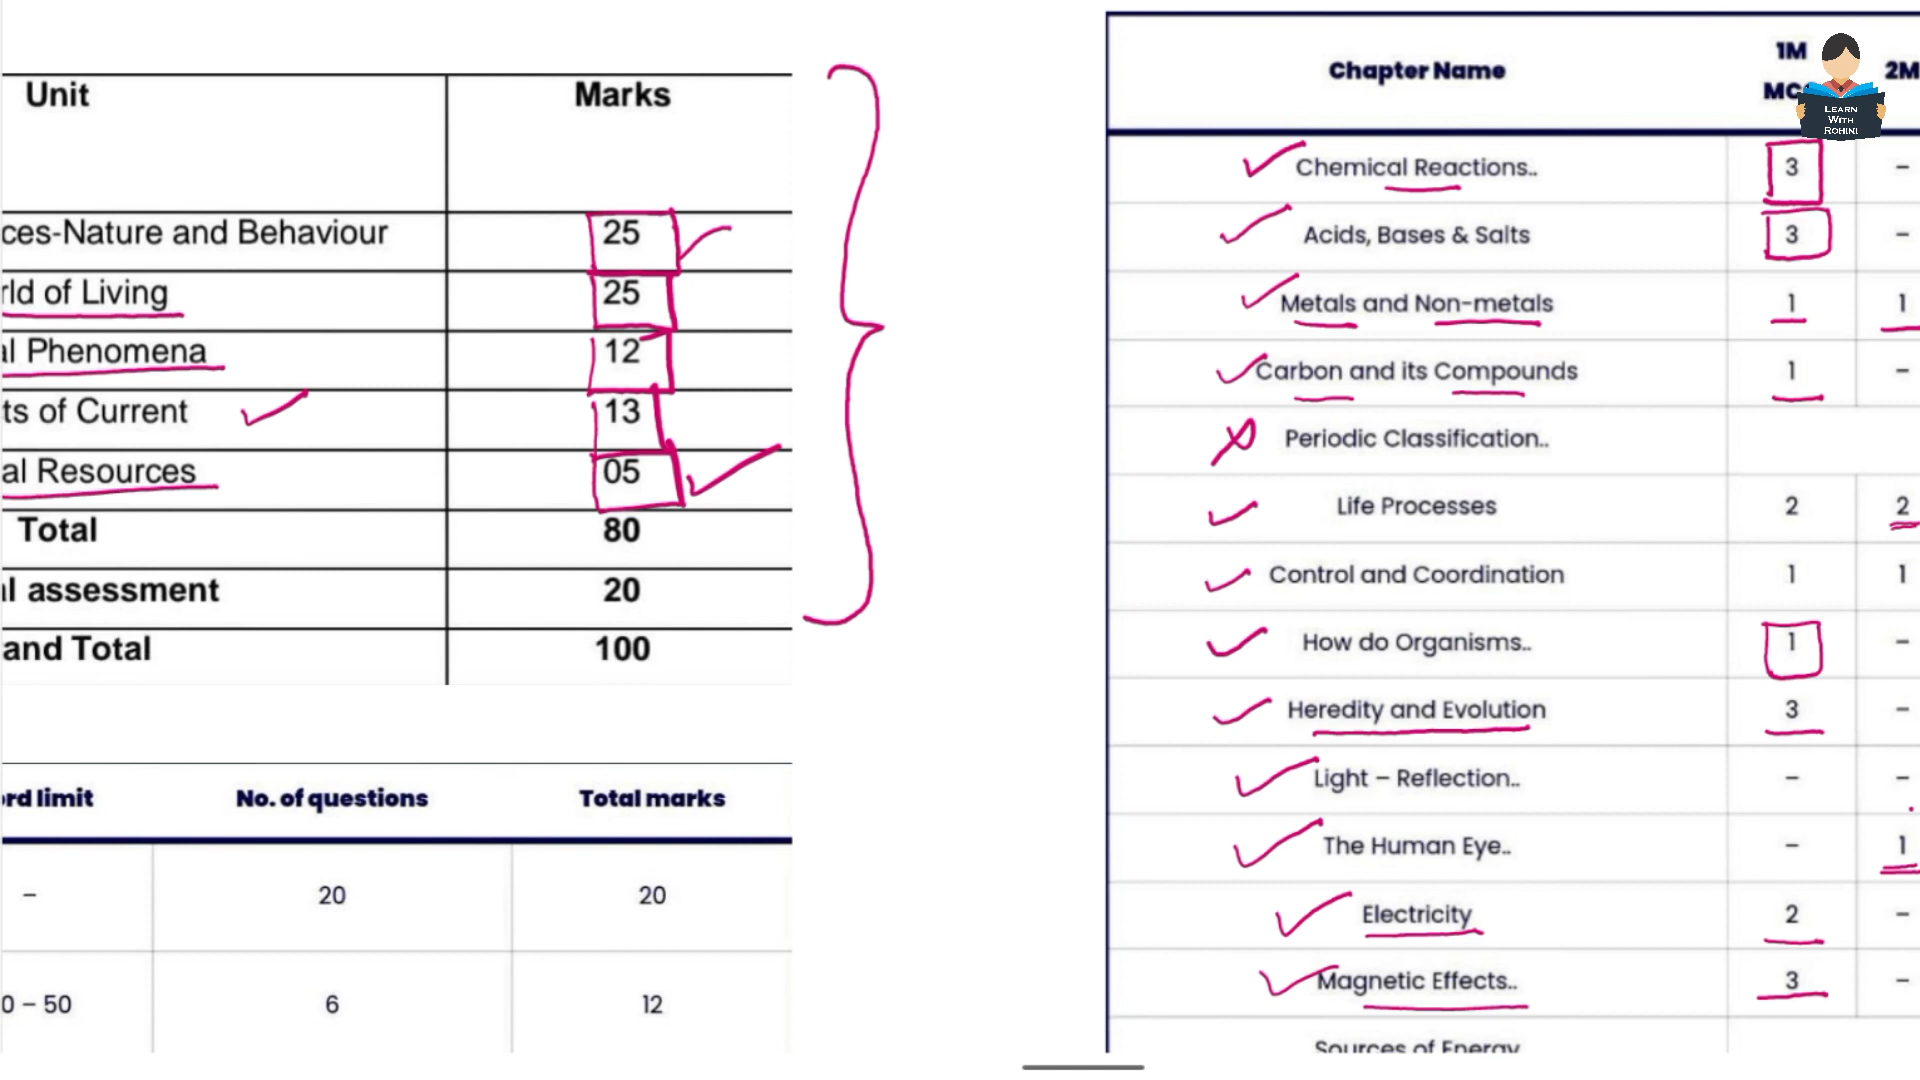 Unit Marks
ces-Nature and Behaviour 25
rld of Living 25
al Phenomena 12
ts of Current 13
al Resources 05
Total 80
al assessment 20
and Total 100
rd limit No. of questions Total marks
– 20 20
0 – 50 6 12
Chapter Name 1M 2M
MC
LEARN
WITH
ROHINI
Chemical Reactions.. 3 –
Acids, Bases & Salts 3 –
Metals and Non-metals 1 1
Carbon and its Compounds 1 –
Periodic Classification..
Life Processes 2 2
Control and Coordination 1 1
How do Organisms.. 1 –
Heredity and Evolution 3 –
Light – Reflection.. – –
The Human Eye.. – 1
Electricity 2 –
Magnetic Effects.. 3 –
Sources of Energy